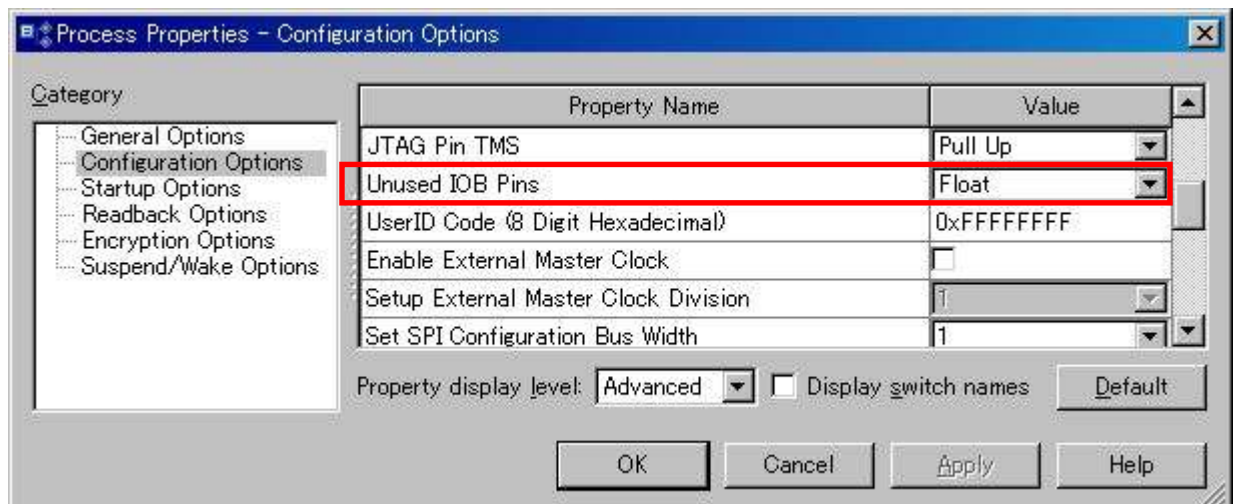 Process Properties - Configuration Options
Category
General Options
Configuration Options
Startup Options
Readback Options
Encryption Options
Suspend/Wake Options
Property Name Value
JTAG Pin TMS Pull Up
Unused IOB Pins Float
UserID Code (8 Digit Hexadecimal) 0xFFFFFFFF
Enable External Master Clock
Setup External Master Clock Division 1
Set SPI Configuration Bus Width 1
Property display level: Advanced Display switch names Default
OK Cancel Apply Help